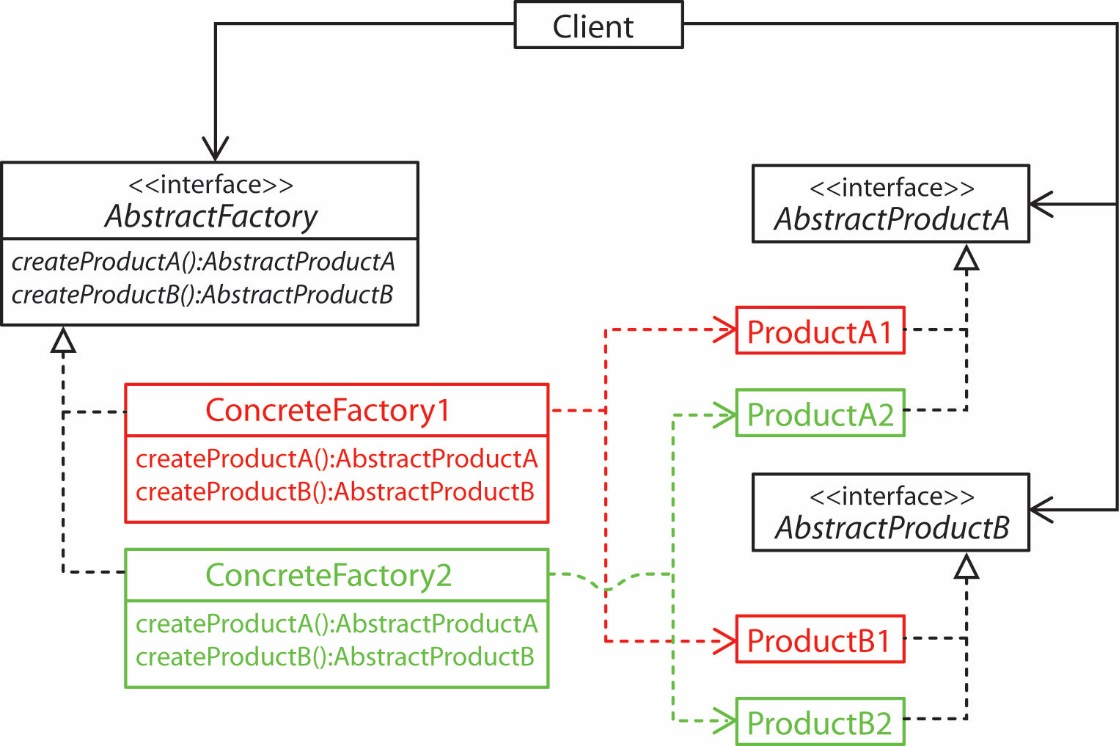 Client
<<interface>>
AbstractFactory
createProductA():AbstractProductA
createProductB():AbstractProductB
<<interface>>
AbstractProductA
ProductA1
ConcreteFactory1
createProductA():AbstractProductA
createProductB():AbstractProductB
ProductA2
<<interface>>
AbstractProductB
ConcreteFactory2
createProductA():AbstractProductA
createProductB():AbstractProductB
ProductB1
ProductB2